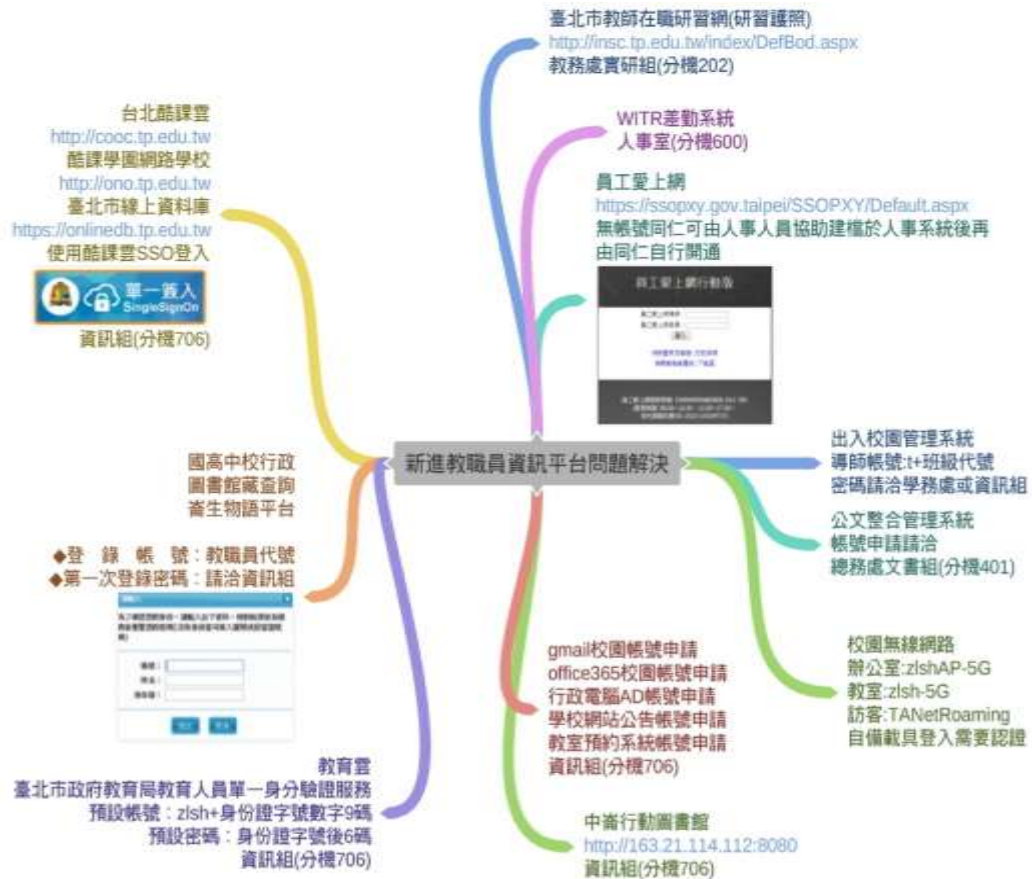 臺北市教師在職研習網(研習護照)
http://insc.tp.edu.tw/index/DefBod.aspx
教務處實研組(分機202)
WITR差勤系統
人事室(分機600)
員工愛上網
https://ssopxy.gov.taipei/SSOPXY/Default.aspx
無帳號同仁可由人事人員協助建檔於人事系統後再
由同仁自行開通
員工愛上網行動版
出入校園管理系統
導師帳號:t+班級代號
密碼請洽學務處或資訊組
公文整合管理系統
帳號申請請洽
總務處文書組(分機401)
校園無線網路
辦公室:zlshAP-5G
教室:zlsh-5G
訪客:TANetRoaming
自備載具登入需要認證
中崙行動圖書館
http://163.21.114.112:8080
資訊組(分機706)
gmail校園帳號申請
office365校園帳號申請
行政電腦AD帳號申請
學校網站公告帳號申請
教室預約系統帳號申請
資訊組(分機706)
新進教職員資訊平台問題解決
台北酷課雲
http://cooc.tp.edu.tw
酷課學園網路學校
http://ono.tp.edu.tw
臺北市線上資料庫
https://onlinedb.tp.edu.tw
使用酷課雲SSO登入
單一簽入
SingleSignOn
資訊組(分機706)
國高中校行政
圖書館藏查詢
崙生物語平台
◆登 錄 帳 號：教職員代號
◆第一次登錄密碼：請洽資訊組
教育雲
臺北市政府教育局教育人員單一身分驗證服務
預設帳號：zlsh+身份證字號數字9碼
預設密碼：身份證字號後6碼
資訊組(分機706)